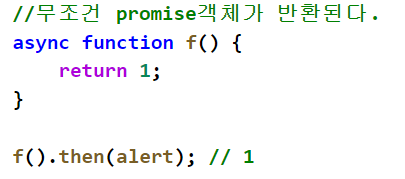 //무조건 promise객체가 반환된다.
async function f() {
    return 1;
}

f().then(alert); // 1